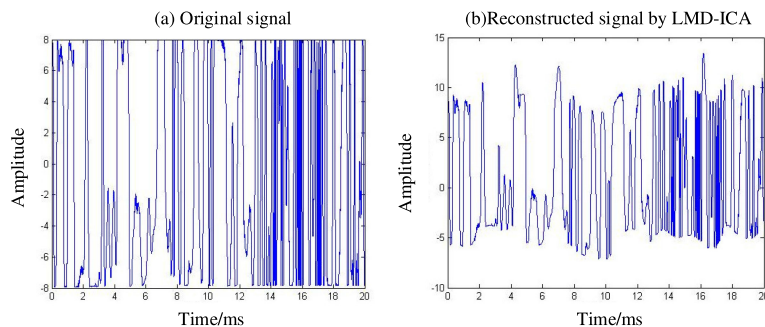 (a) Original signal
8
6
4
2
0
-2
-4
-6
-8
0 2 4 6 8 10 12 14 16 18 20
Amplitude
Time/ms
(b)Reconstructed signal by LMD-ICA
15
10
5
0
-5
-10
0 2 4 6 8 10 12 14 16 18 20
Amplitude
Time/ms